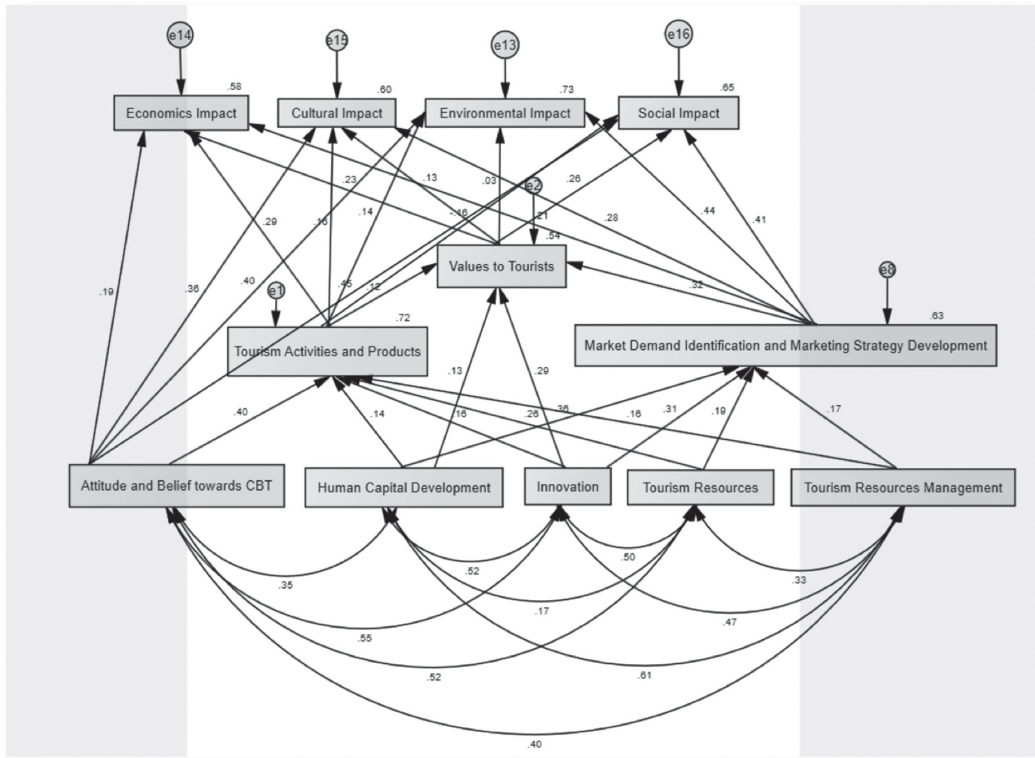 e14
e15
e13
e16
.58
.60
.73
.65
Economics Impact
Cultural Impact
Environmental Impact
Social Impact
.23
.13
.03
.26
e2
.29
.16
.14
-.16
.21
.28
.44
.41
.54
Values to Tourists
e8
.19
.36
.40
.45
.12
.32
e1
.72
.63
Tourism Activities and Products
Market Demand Identification and Marketing Strategy Development
.13
.29
.40
.14
.16
.36
.26
.31
.16
.19
.17
Attitude and Belief towards CBT
Human Capital Development
Innovation
Tourism Resources
Tourism Resources Management
.35
.52
.50
.33
.55
.17
.47
.52
.61
.40